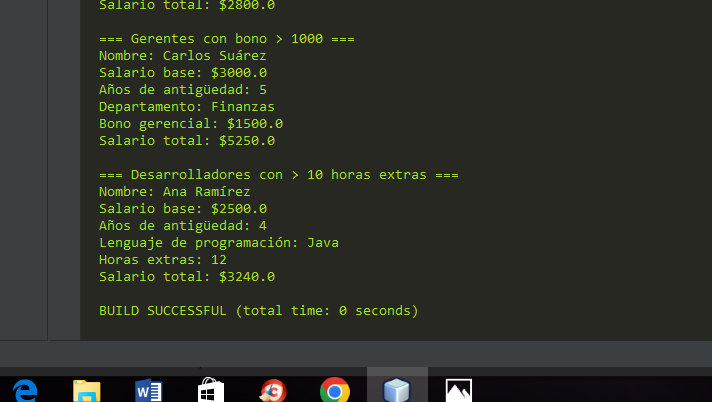 Salario total: $2800.0
=== Gerentes con bono > 1000 ===
Nombre: Carlos Suárez
Salario base: $3000.0
Años de antigüedad: 5
Departamento: Finanzas
Bono gerencial: $1500.0
Salario total: $5250.0
=== Desarrolladores con > 10 horas extras ===
Nombre: Ana Ramírez
Salario base: $2500.0
Años de antigüedad: 4
Lenguaje de programación: Java
Horas extras: 12
Salario total: $3240.0
BUILD SUCCESSFUL (total time: 0 seconds)